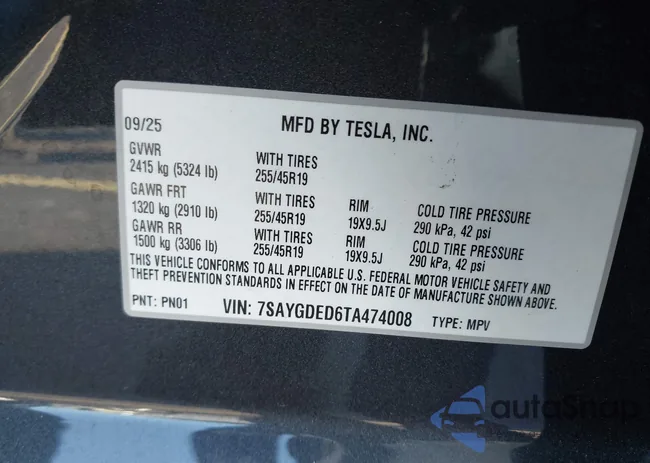 09/25 MFD BY TESLA, INC.
GVWR
2415 kg (5324 lb) WITH TIRES
255/45R19
GAWR FRT
1320 kg (2910 lb) WITH TIRES
255/45R19 RIM
19X9.5J COLD TIRE PRESSURE
290 kPa, 42 psi
GAWR RR
1500 kg (3306 lb) WITH TIRES
255/45R19 RIM
19X9.5J COLD TIRE PRESSURE
290 kPa, 42 psi
THIS VEHICLE CONFORMS TO ALL APPLICABLE U.S. FEDERAL MOTOR VEHICLE SAFETY AND
THEFT PREVENTION STANDARDS IN EFFECT ON THE DATE OF MANUFACTURE SHOWN ABOVE.
PNT: PN01 VIN: 7SAYGDED6TA474008 TYPE: MPV
autoSnap